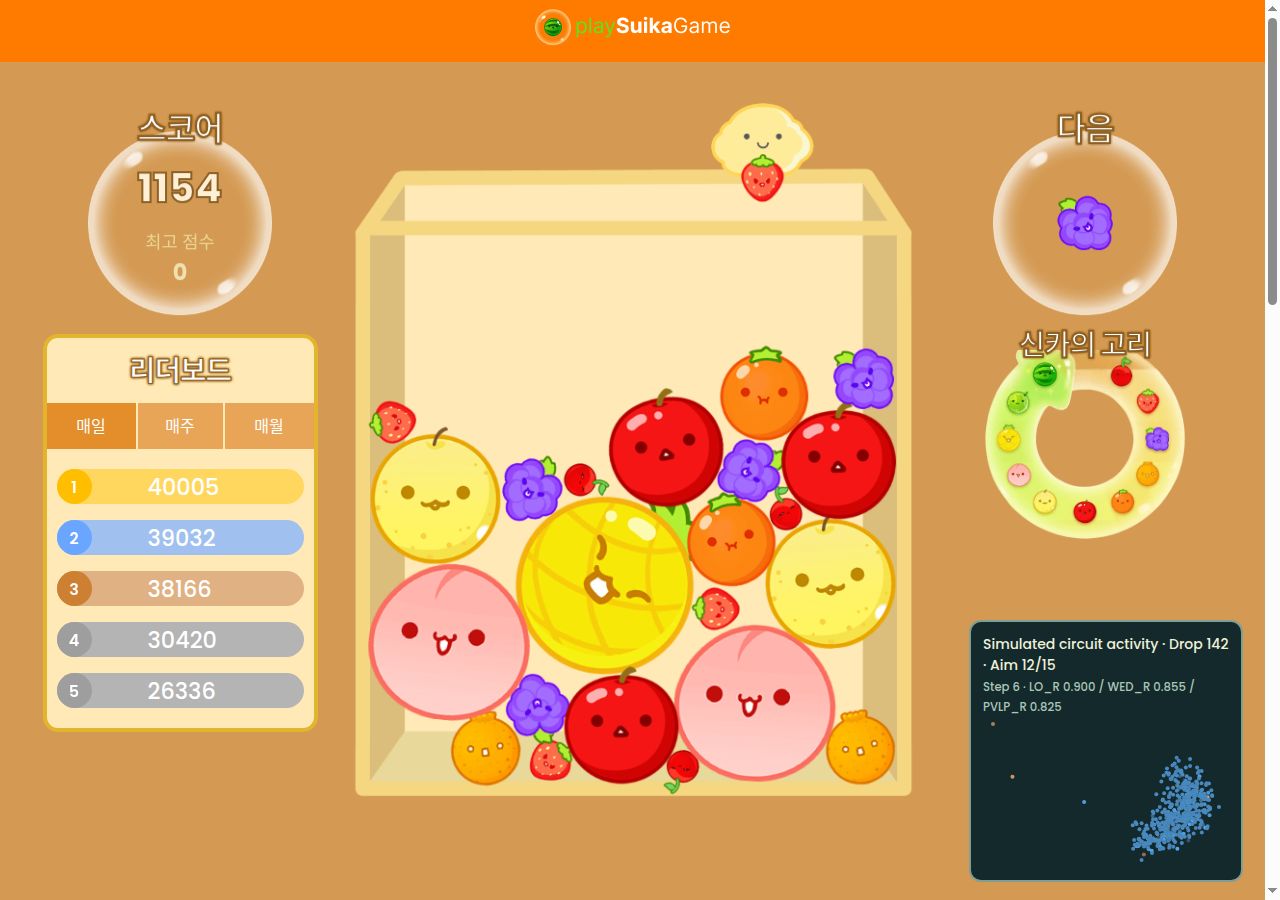 playSuikaGame
스코어
1154
최고 점수
0
다음
신카의 고리
리더보드
매일 매주 매월
1 40005
2 39032
3 38166
4 30420
5 26336
Simulated circuit activity · Drop 142
· Aim 12/15
Step 6 · LO_R 0.900 / WED_R 0.855 /
PVLP_R 0.825